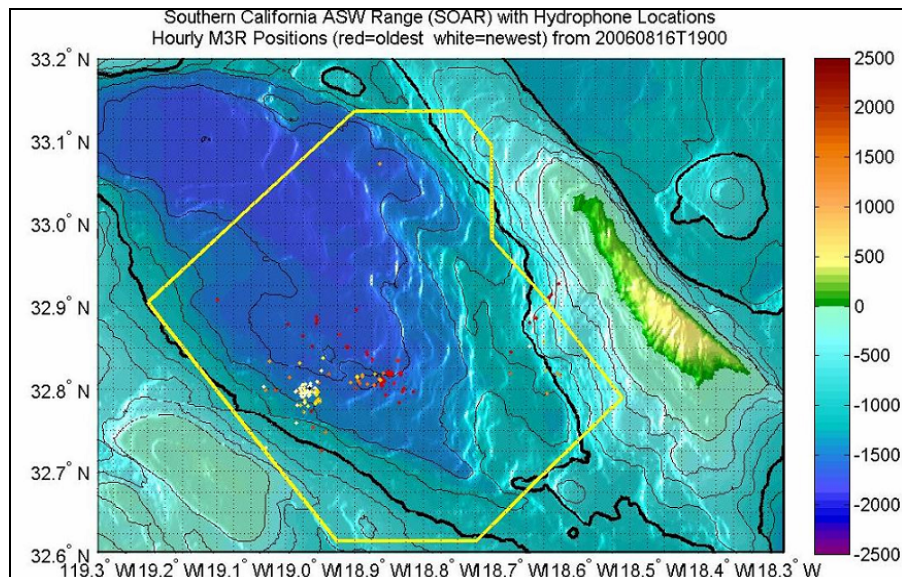 Southern California ASW Range (SOAR) with Hydrophone Locations
Hourly M3R Positions (red=oldest white=newest) from 20060816T1900
33.2° N
33.1° N
33.0° N
32.9° N
32.8° N
32.7° N
32.6° N
119.3° W119.2° W119.1° W119.0° W118.9° W118.8° W118.7° W118.6° W118.5° W118.4° W118.3° W
2500
2000
1500
1000
500
0
-500
-1000
-1500
-2000
-2500